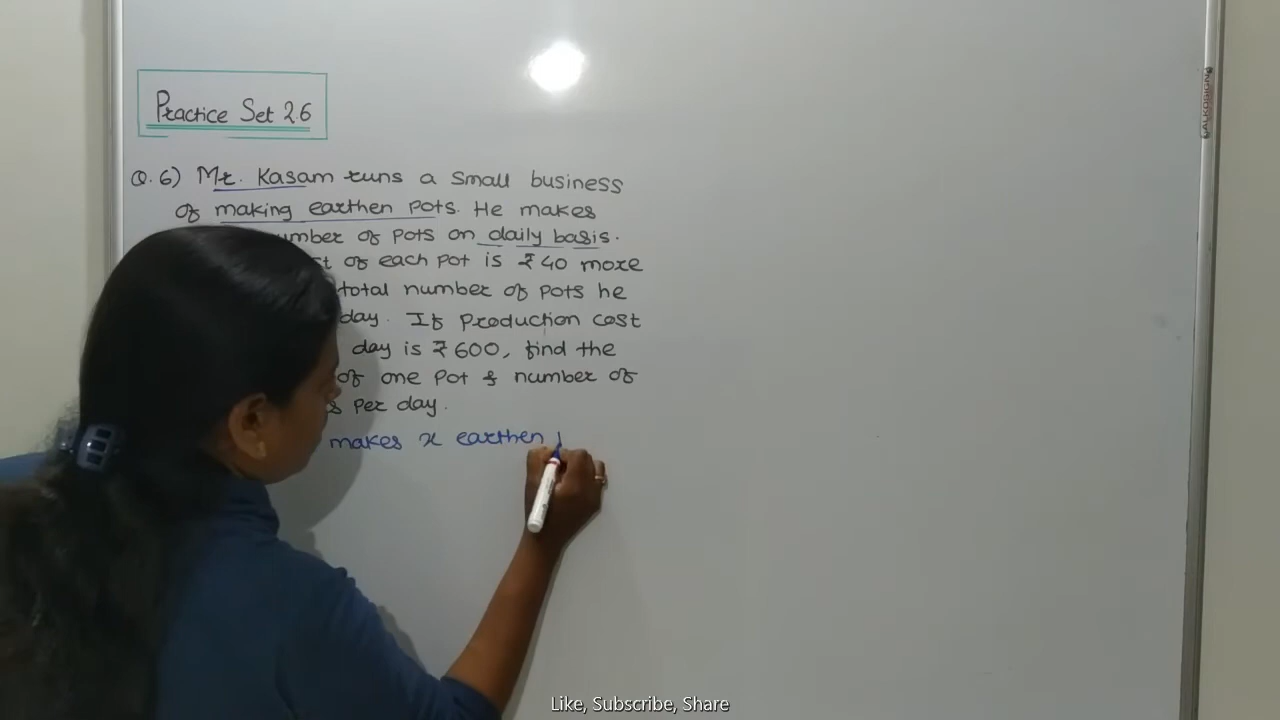 Practice Set 2.6
Q.6) Mr. Kasam runs a small business
of making earthen pots. He makes
number of pots on daily basis.
of each pot is ₹40 more
total number of pots he
day. If production cost
day is ₹600, find the
of one pot & number of
per day.
makes x earthen
Like, Subscribe, Share